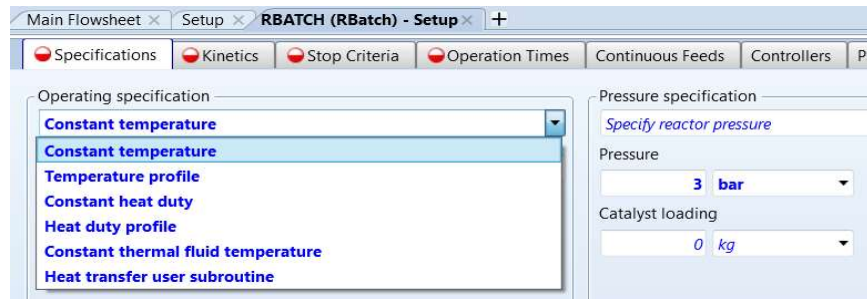 Main Flowsheet × Setup × RBATCH (RBatch) - Setup × +
Specifications Kinetics Stop Criteria Operation Times Continuous Feeds Controllers P
Operating specification
Constant temperature
Constant temperature
Temperature profile
Constant heat duty
Heat duty profile
Constant thermal fluid temperature
Heat transfer user subroutine
Pressure specification
Specify reactor pressure
Pressure
3 bar
Catalyst loading
0 kg